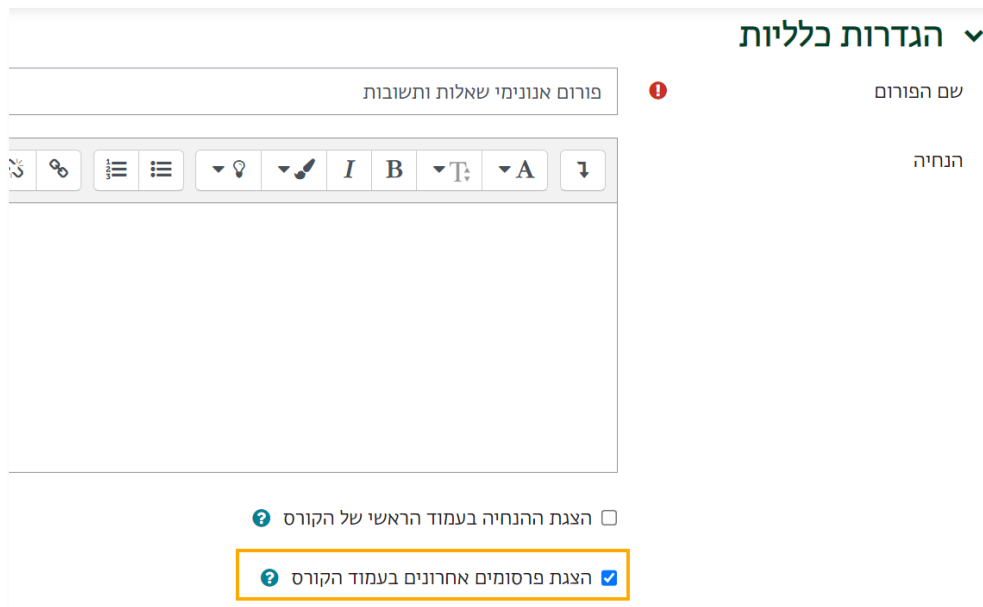 הגדרות כלליות
שם הפורום
פורום אנונימי שאלות ותשובות
הנחיה
הצגת ההנחיה בעמוד הראשי של הקורס
הצגת פרסומים אחרונים בעמוד הקורס